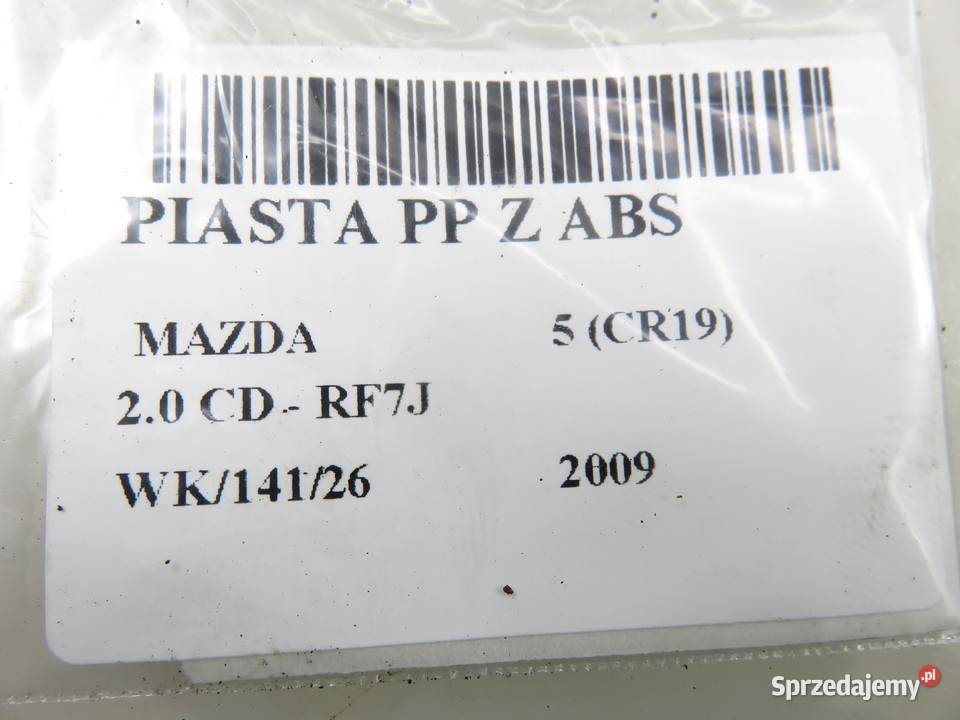 PIASTA PP Z ABS
MAZDA 5 (CR19)
2.0 CD - RF7J
WK/141/26 2009
Sprzedajemy.pl